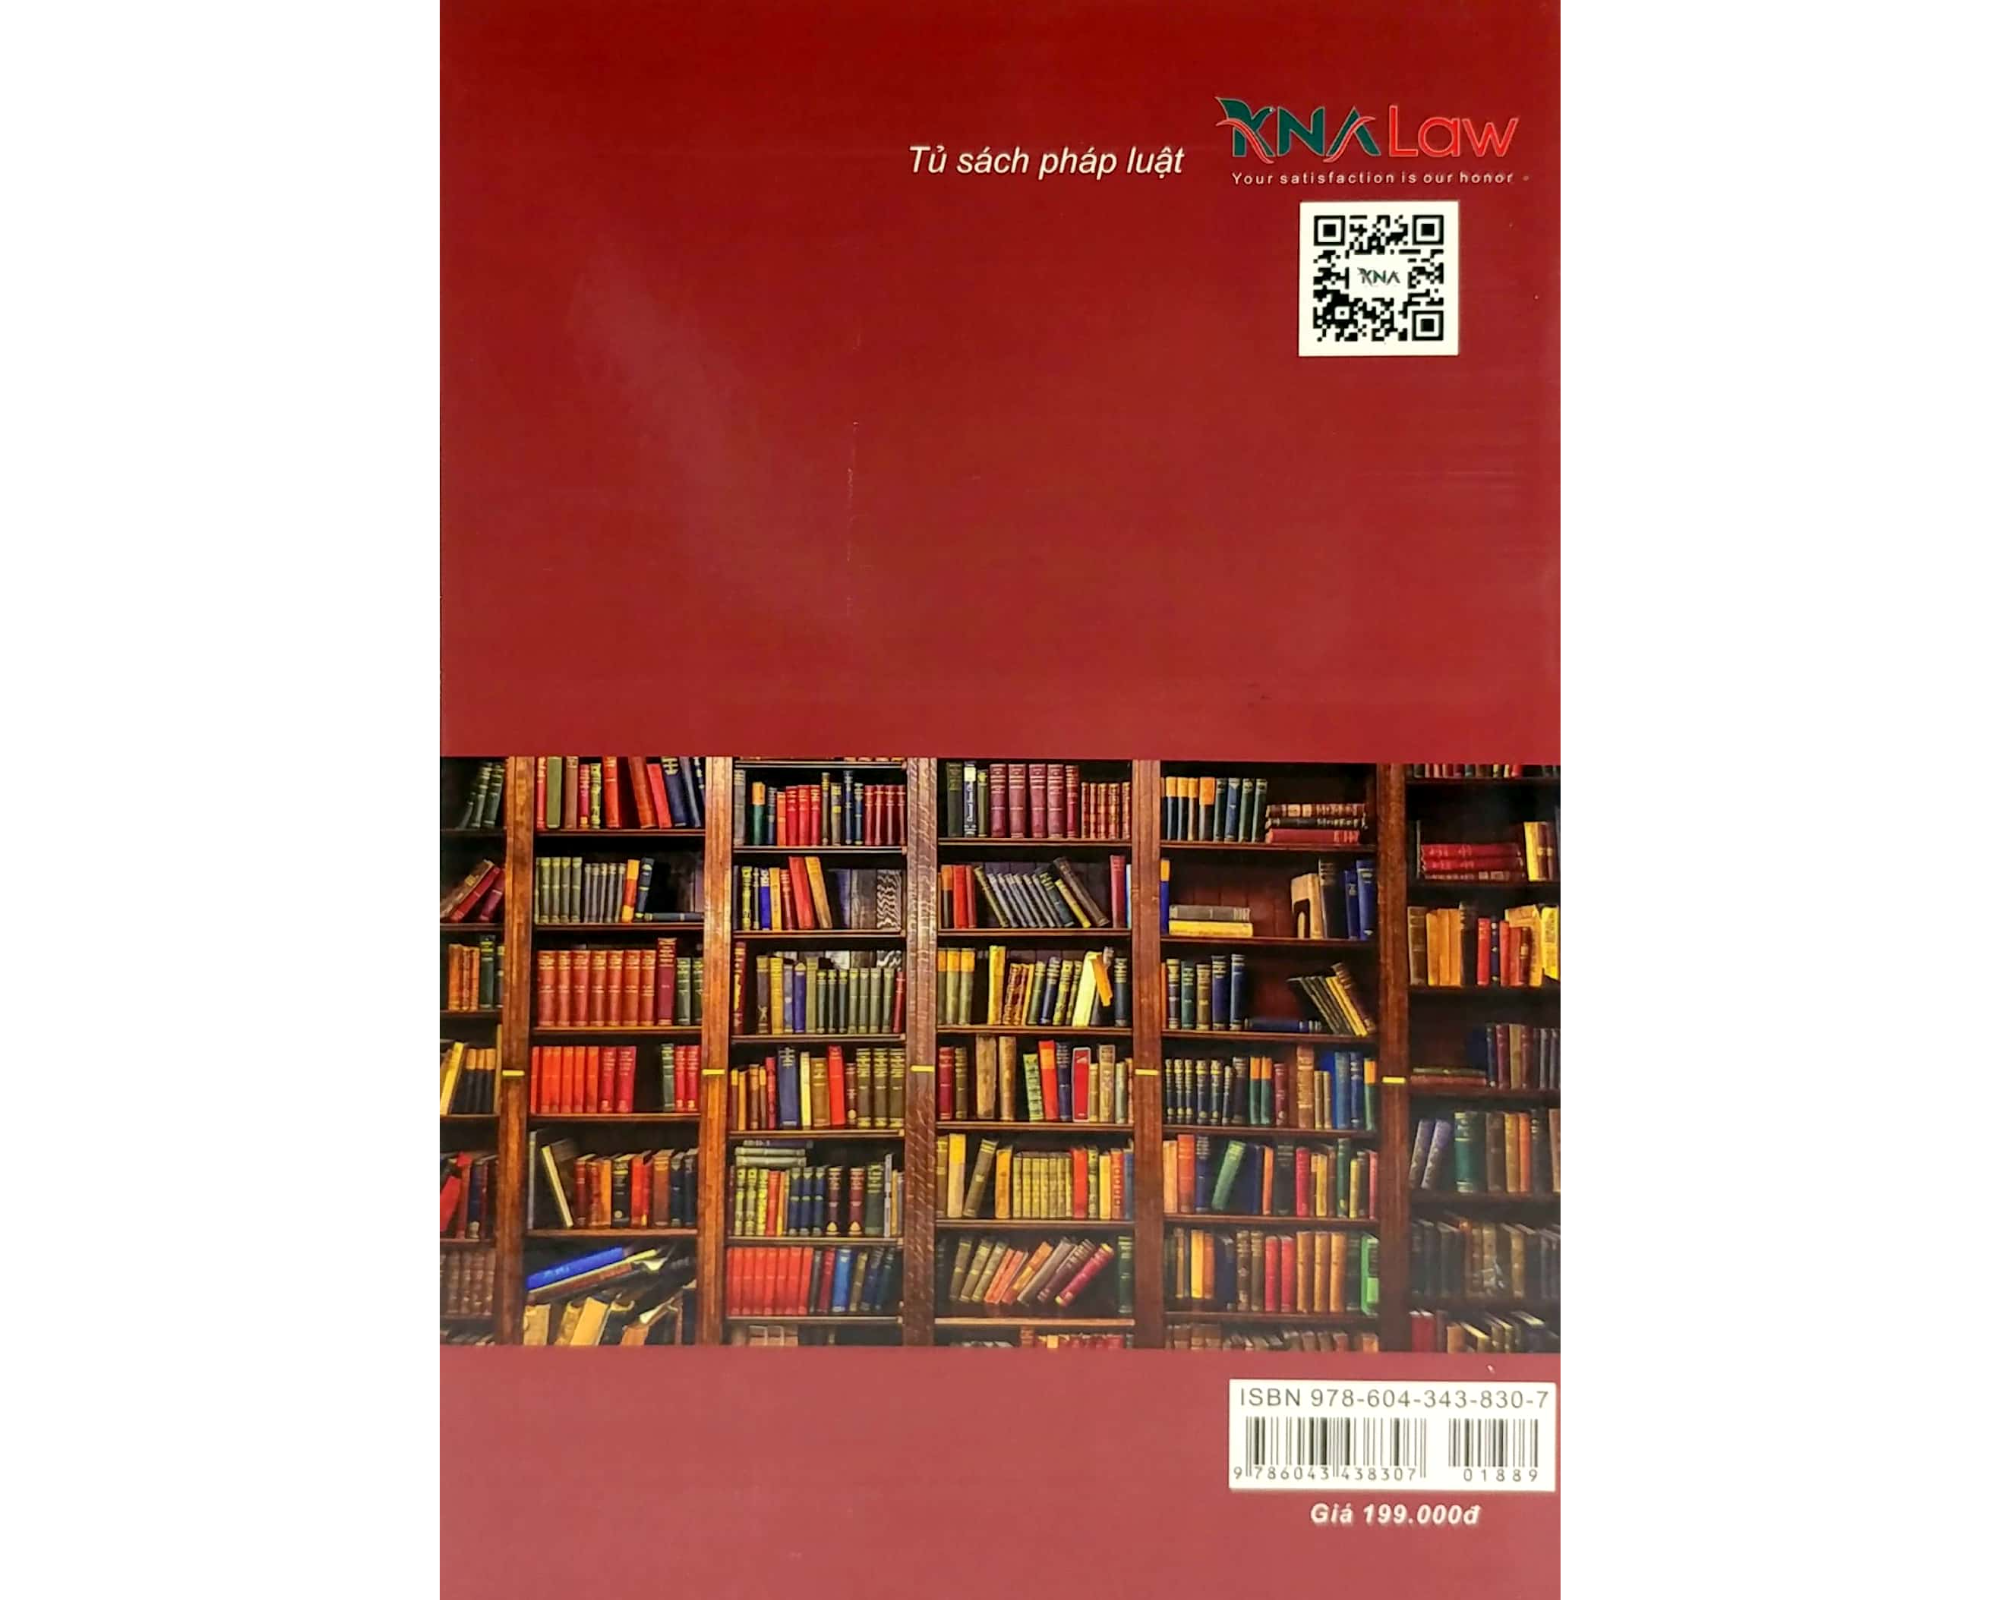 Tủ sách pháp luật
KNA Law
Your satisfaction is our honor
KNA
ISBN 978-604-343-830-7
9 786043 438307
01889
Giá 199.000đ